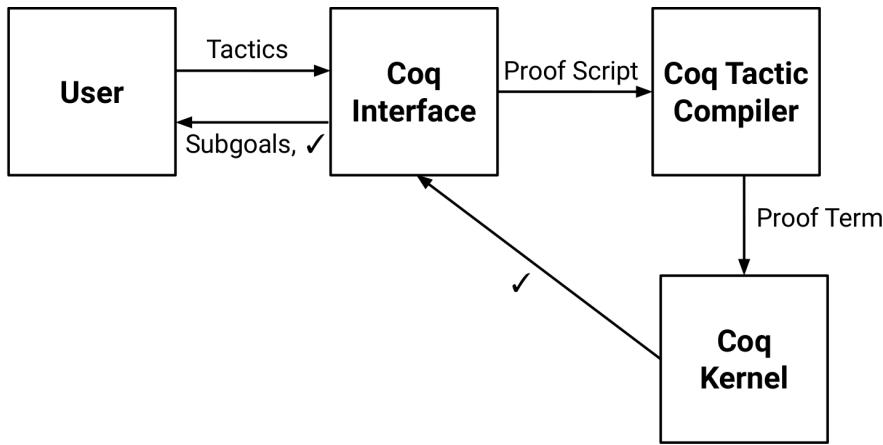 User
Tactics
Subgoals, ✓
Coq
Interface
Proof Script
Coq Tactic
Compiler
Proof Term
✓
Coq
Kernel